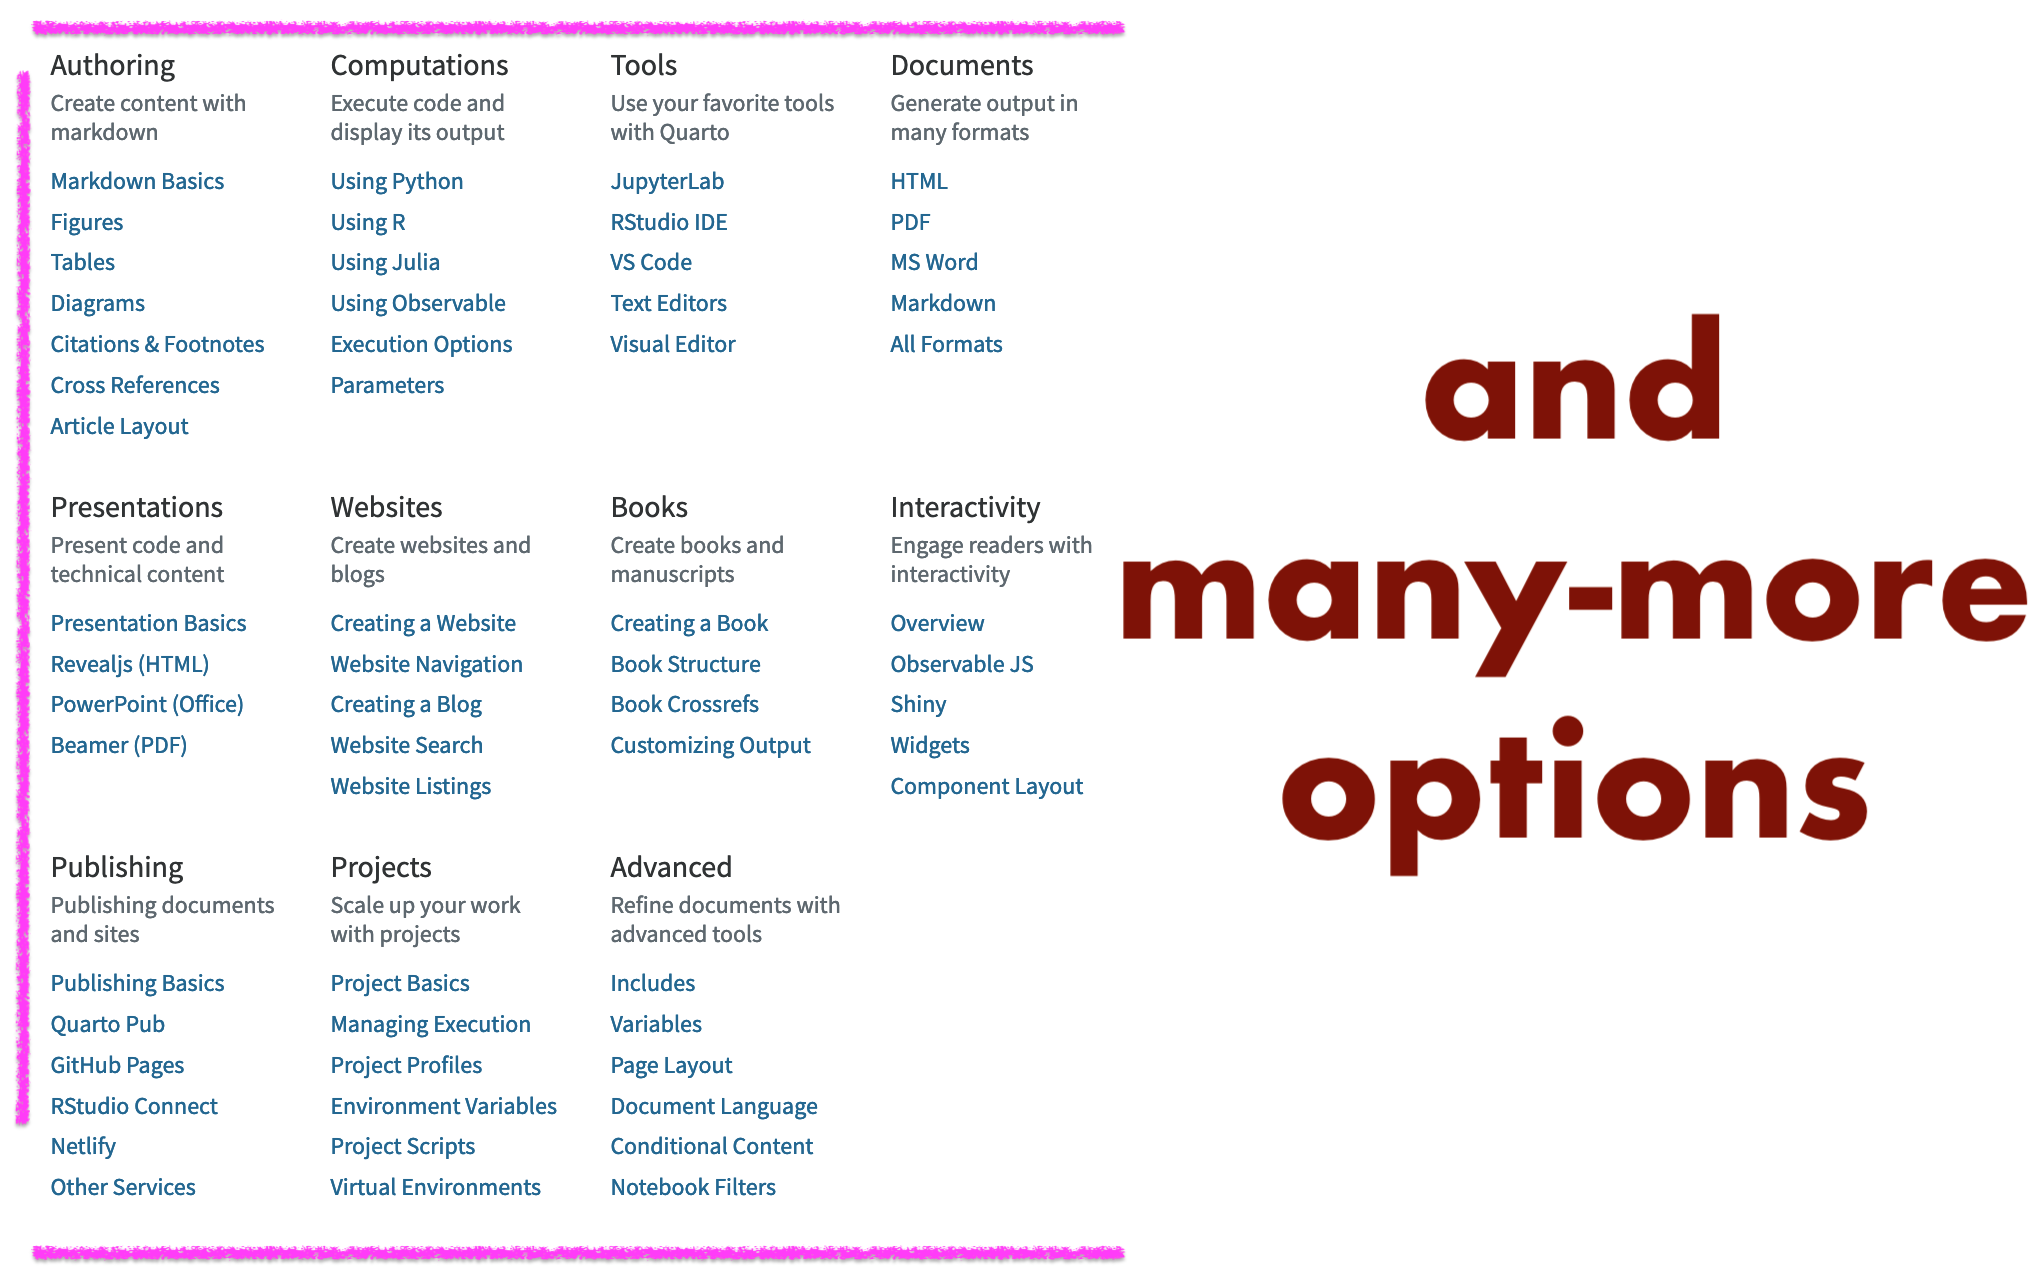 Authoring
Create content with
markdown
Markdown Basics
Figures
Tables
Diagrams
Citations & Footnotes
Cross References
Article Layout
Computations
Execute code and
display its output
Using Python
Using R
Using Julia
Using Observable
Execution Options
Parameters
Tools
Use your favorite tools
with Quarto
JupyterLab
RStudio IDE
VS Code
Text Editors
Visual Editor
Documents
Generate output in
many formats
HTML
PDF
MS Word
Markdown
All Formats
Presentations
Present code and
technical content
Presentation Basics
Revealjs (HTML)
PowerPoint (Office)
Beamer (PDF)
Websites
Create websites and
blogs
Creating a Website
Website Navigation
Creating a Blog
Website Search
Website Listings
Books
Create books and
manuscripts
Creating a Book
Book Structure
Book Crossrefs
Customizing Output
Interactivity
Engage readers with
interactivity
Overview
Observable JS
Shiny
Widgets
Component Layout
Publishing
Publishing documents
and sites
Publishing Basics
Quarto Pub
GitHub Pages
RStudio Connect
Netlify
Other Services
Projects
Scale up your work
with projects
Project Basics
Managing Execution
Project Profiles
Environment Variables
Project Scripts
Virtual Environments
Advanced
Refine documents with
advanced tools
Includes
Variables
Page Layout
Document Language
Conditional Content
Notebook Filters
and
many-more
options